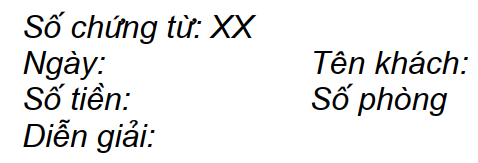 Số chứng từ: XX
Ngày: Tên khách:
Số tiền: Số phòng
Diễn giải: